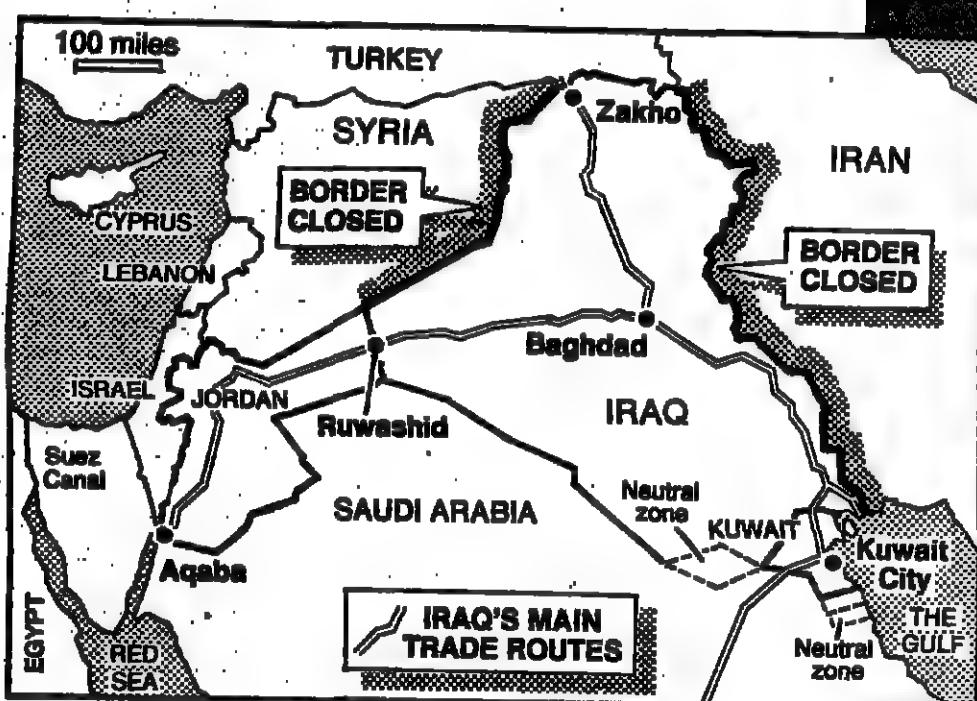 100 miles
TURKEY
Zakho
SYRIA
IRAN
BORDER
CLOSED
CYPRUS
BORDER
CLOSED
LEBANON
Baghdad
ISRAEL
JORDAN
IRAQ
Ruwashid
Suez
Canal
Neutral
zone
SAUDI ARABIA
KUWAIT
Kuwait
City
Aqaba
EGYPT
RED
SEA
IRAQ'S MAIN
TRADE ROUTES
THE
GULF
Neutral
zone